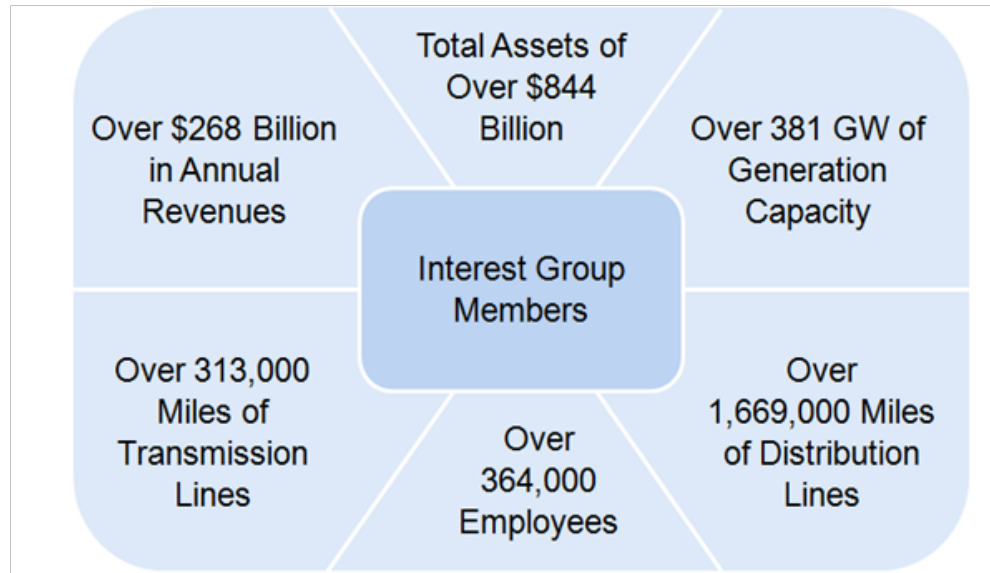 Total Assets of
Over $844
Billion
Over $268 Billion
in Annual
Revenues
Over 381 GW of
Generation
Capacity
Interest Group
Members
Over 313,000
Miles of
Transmission
Lines
Over
364,000
Employees
Over
1,669,000 Miles
of Distribution
Lines